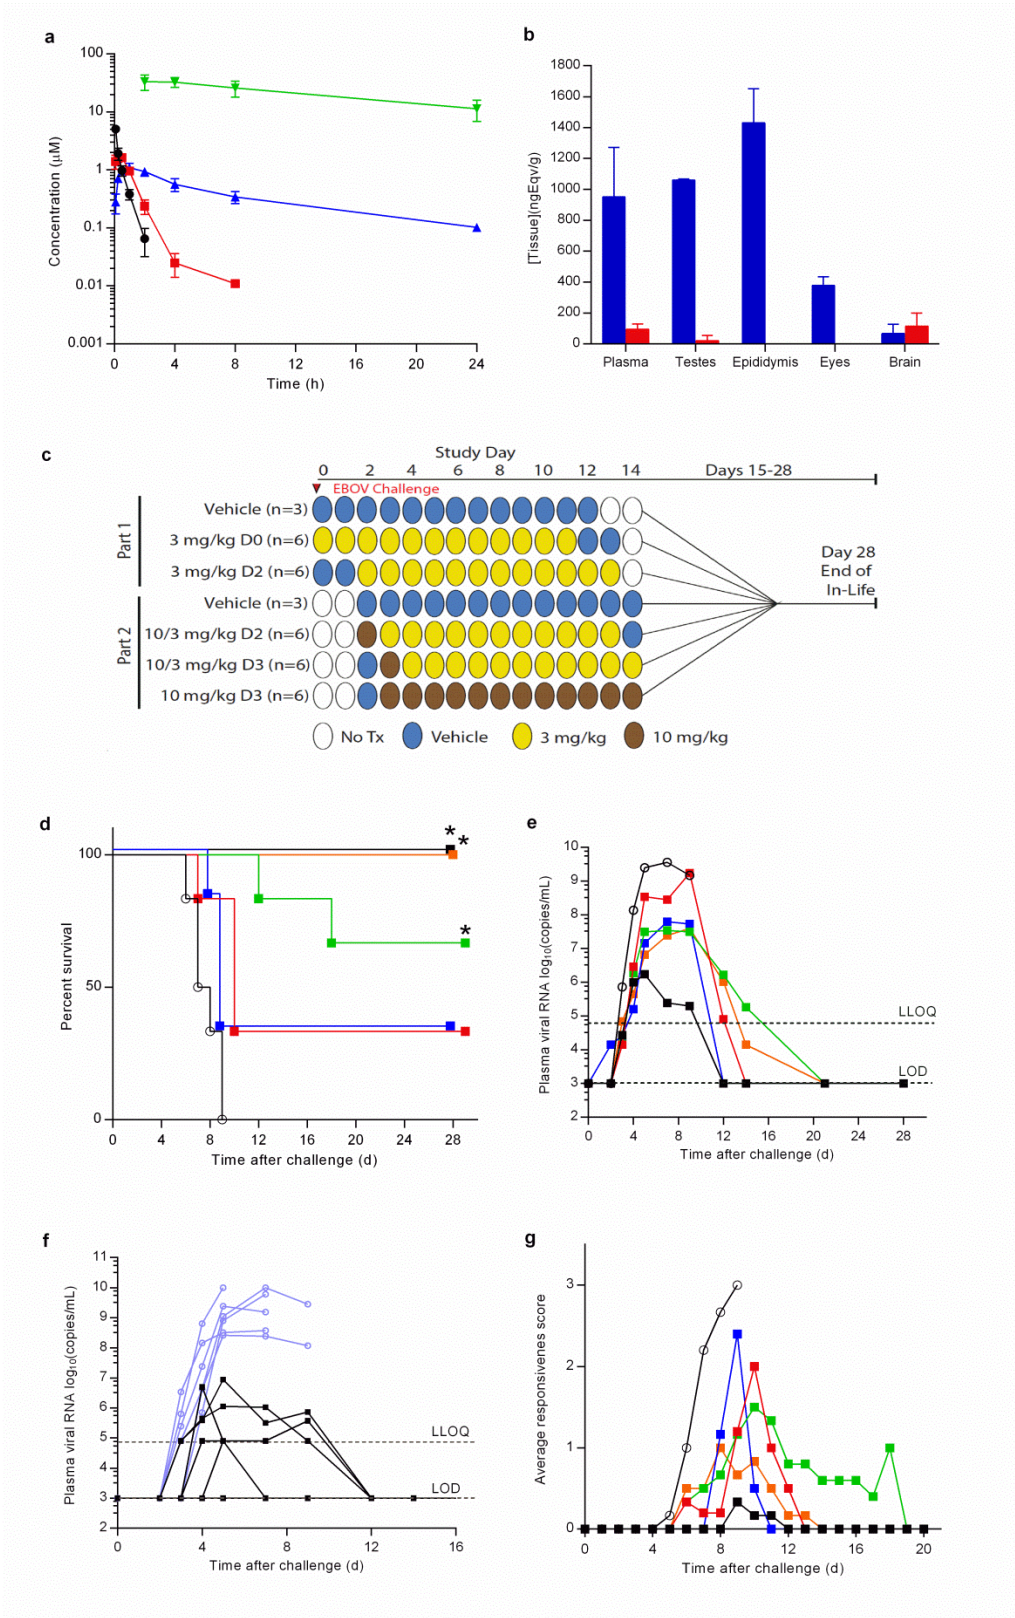 a
100
10
1
0.1
0.01
0.001
Concentration (µM)
0 4 8 12 16 20 24
Time (h)
b
1800
1600
1400
1200
1000
800
600
400
200
0
[Tissue](ngEqv/g)
Plasma Testes Epididymis Eyes Brain
c
Study Day
0 2 4 6 8 10 12 14 Days 15-28
EBOV Challenge
Part 1
Vehicle (n=3)
3 mg/kg D0 (n=6)
3 mg/kg D2 (n=6)
Part 2
Vehicle (n=3)
10/3 mg/kg D2 (n=6)
10/3 mg/kg D3 (n=6)
10 mg/kg D3 (n=6)
Day 28
End of
In-Life
No Tx Vehicle 3 mg/kg 10 mg/kg
d
100
50
0
Percent survival
* *
*
0 4 8 12 16 20 24 28
Time after challenge (d)
e
10
9
8
7
6
5
4
3
2
Plasma viral RNA log10(copies/mL)
LLOQ
LOD
0 4 8 12 16 20 24 28
Time after challenge (d)
f
11
10
9
8
7
6
5
4
3
2
Plasma viral RNA log10(copies/mL)
LLOQ
LOD
0 4 8 12 16
Time after challenge (d)
g
3
2
1
0
Average responsiveness score
0 4 8 12 16 20
Time after challenge (d)